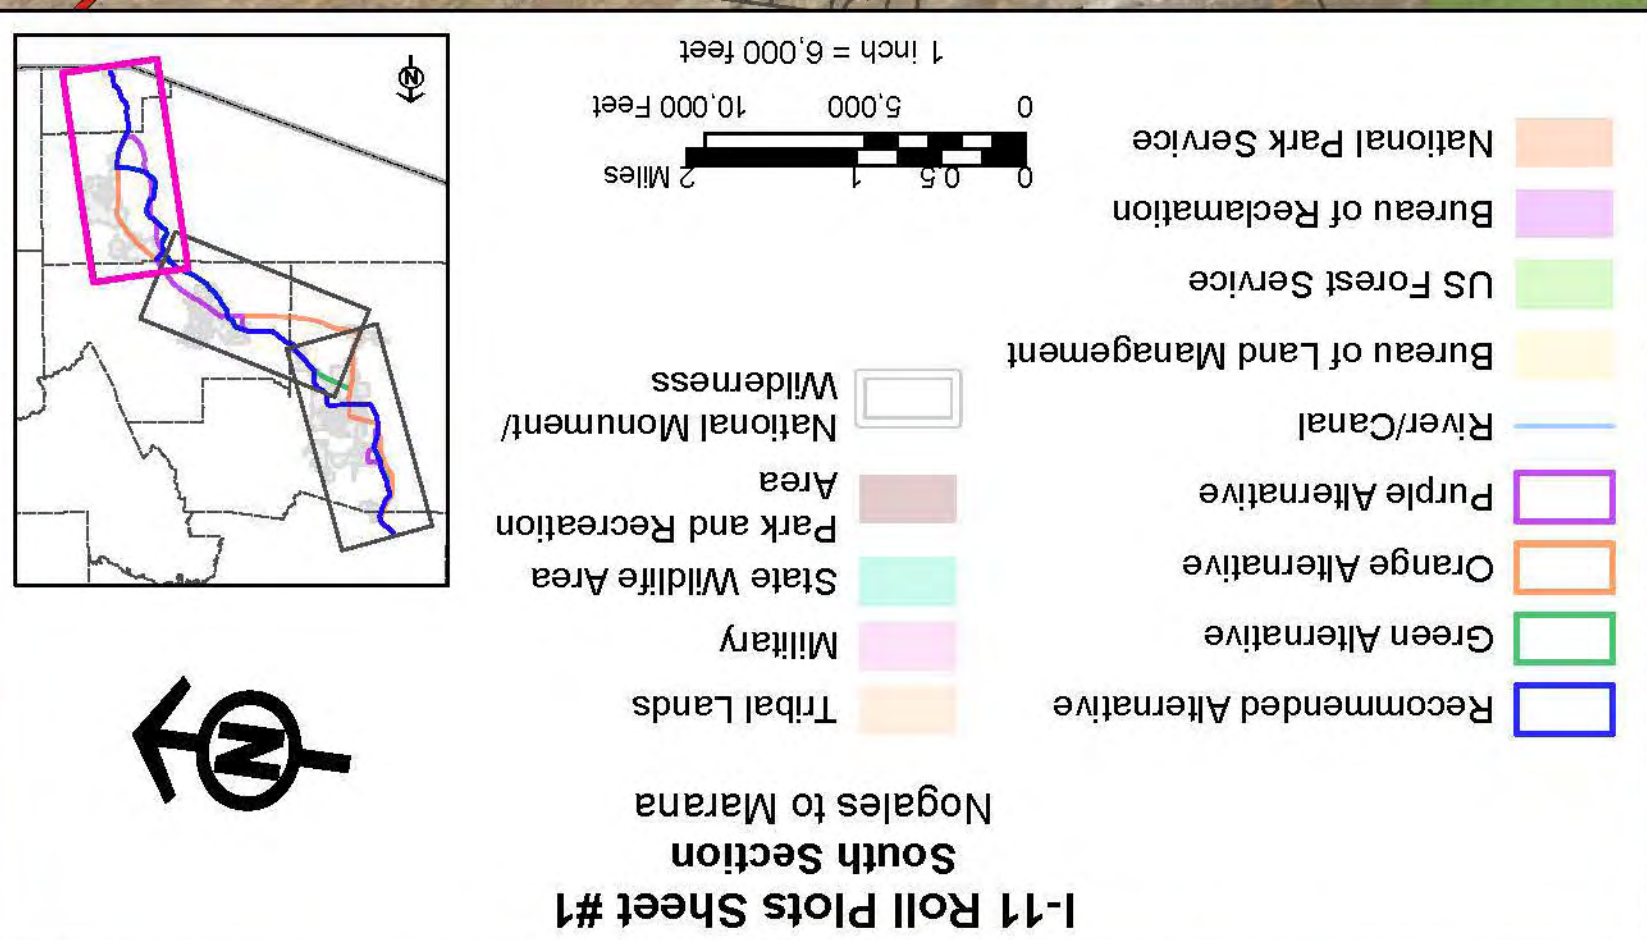 I-11 Roll Plots Sheet #1
South Section
Nogales to Marana
Recommended Alternative
Green Alternative
Orange Alternative
Purple Alternative
River/Canal
Bureau of Land Management
US Forest Service
Bureau of Reclamation
National Park Service
Tribal Lands
Military
State Wildlife Area
Park and Recreation
Area
National Monument/
Wilderness
0 0.5 1 2 Miles
0 5,000 10,000 Feet
1 inch = 6,000 feet
N
N